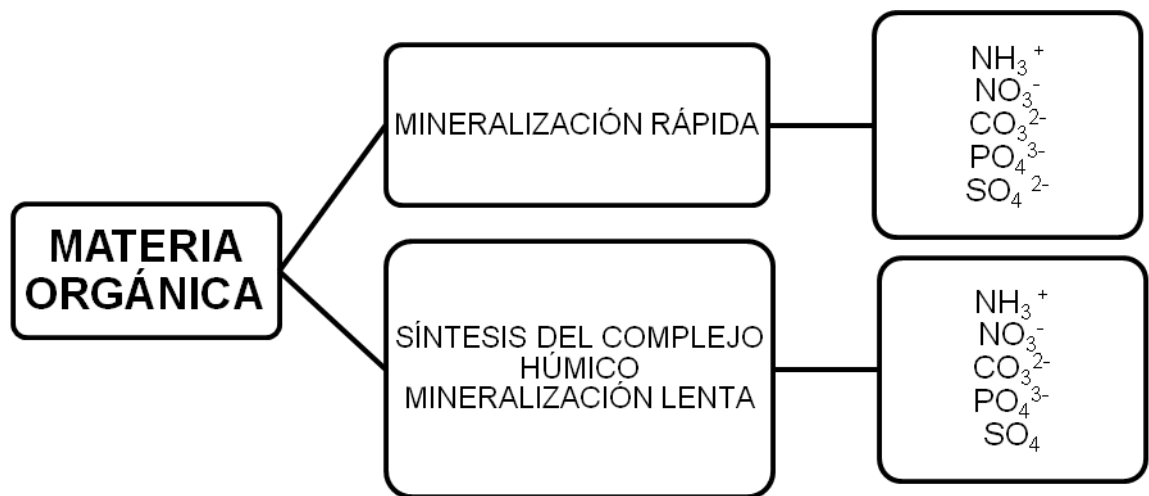 MATERIA
ORGÁNICA
MINERALIZACIÓN RÁPIDA
NH₃⁺
NO₃⁻
CO₃²⁻
PO₄³⁻
SO₄²⁻
SÍNTESIS DEL COMPLEJO
HÚMICO
MINERALIZACIÓN LENTA
NH₃⁺
NO₃⁻
CO₃²⁻
PO₄³⁻
SO₄